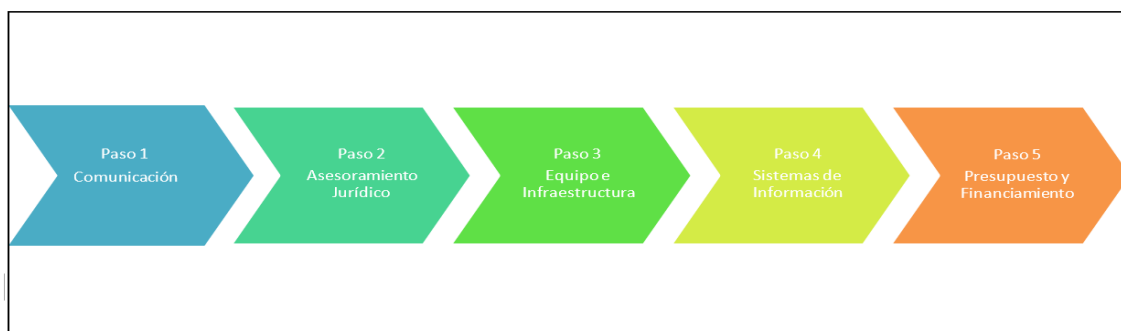 Paso 1
Comunicación
Paso 2
Asesoramiento
Jurídico
Paso 3
Equipo e
Infraestructura
Paso 4
Sistemas de
Información
Paso 5
Presupuesto y
Financiamiento